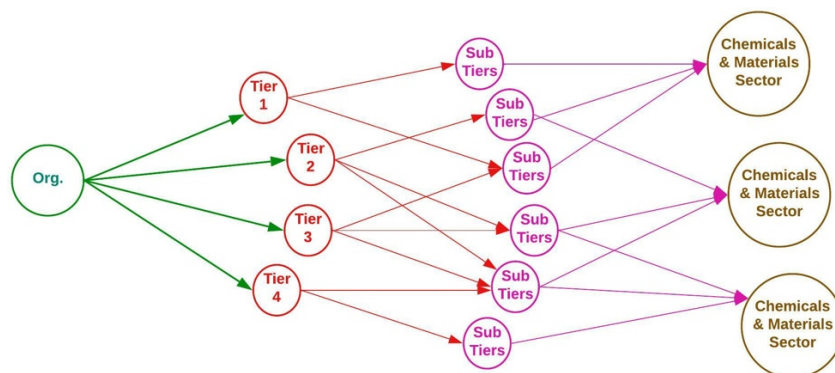 Org.
Tier
1
Tier
2
Tier
3
Tier
4
Sub
Tiers
Sub
Tiers
Sub
Tiers
Sub
Tiers
Sub
Tiers
Sub
Tiers
Chemicals
& Materials
Sector
Chemicals
& Materials
Sector
Chemicals
& Materials
Sector